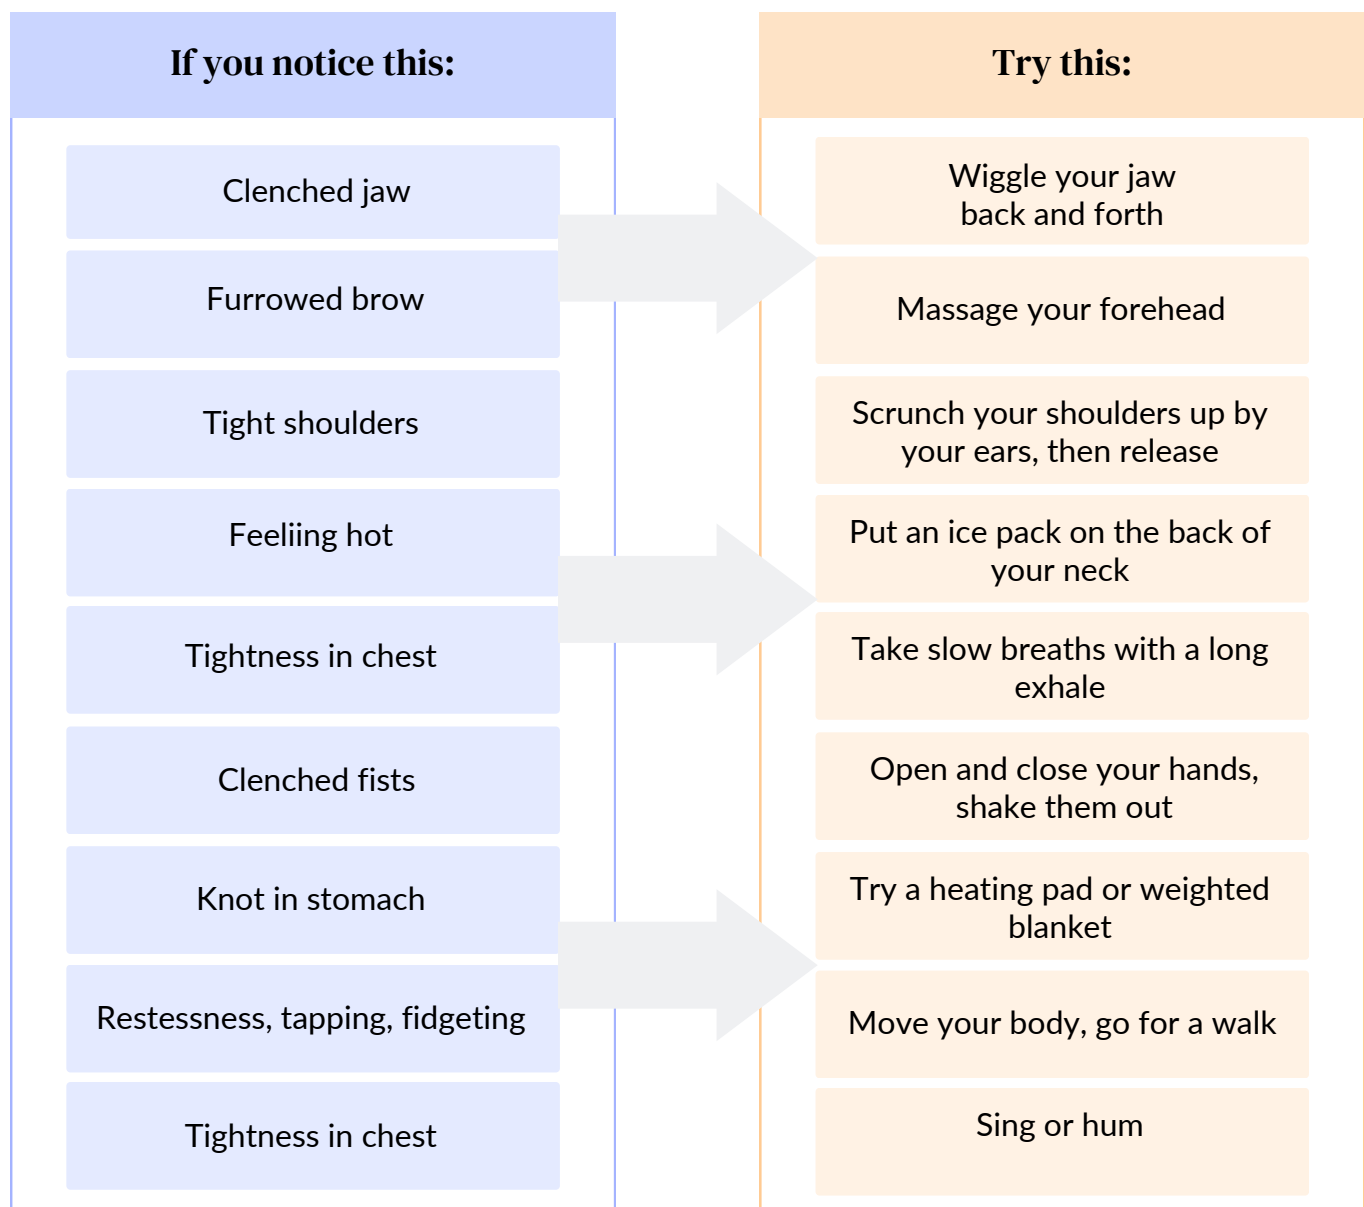 If you notice this:
Try this:
Clenched jaw
Wiggle your jaw
back and forth
Furrowed brow
Massage your forehead
Tight shoulders
Scrunch your shoulders up by
your ears, then release
Feeliing hot
Put an ice pack on the back of
your neck
Tightness in chest
Take slow breaths with a long
exhale
Clenched fists
Open and close your hands,
shake them out
Knot in stomach
Try a heating pad or weighted
blanket
Restessness, tapping, fidgeting
Move your body, go for a walk
Tightness in chest
Sing or hum